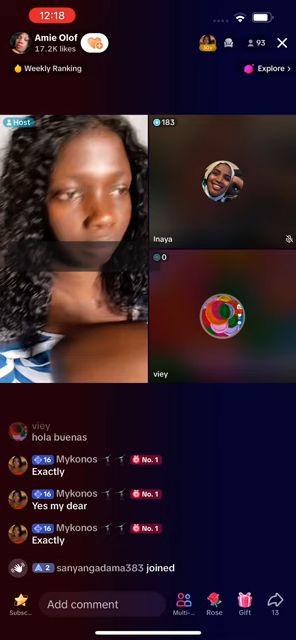 12:18
Amie Olof
17.2K likes
93
Weekly Ranking
Explore >
Host
183
Inaya
0
viey
viey
hola buenas
16 Mykonos No. 1
Exactly
16 Mykonos No. 1
Yes my dear
16 Mykonos No. 1
Exactly
2 sanyangadama383 joined
Subsc...
Add comment
Multi-...
Rose
Gift
13